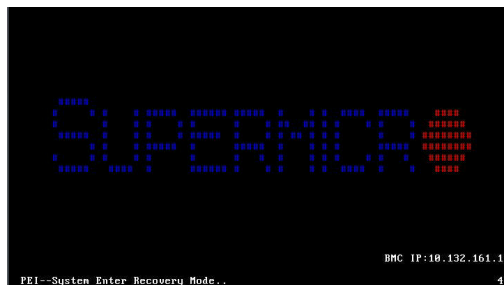 SUPERMICRO
BMC IP:10.132.161.1
PEI--System Enter Recovery Mode..
4